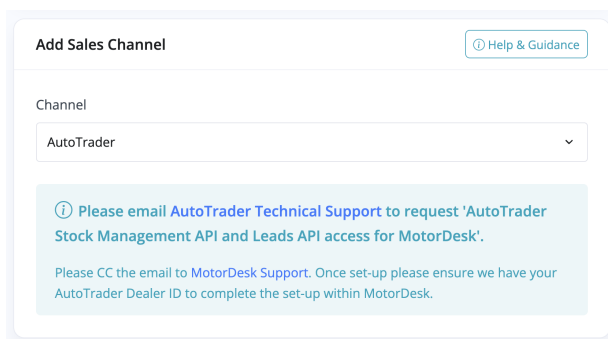 Add Sales Channel
Help & Guidance
Channel
AutoTrader
Please email AutoTrader Technical Support to request 'AutoTrader
Stock Management API and Leads API access for MotorDesk'.
Please CC the email to MotorDesk Support. Once set-up please ensure we have your
AutoTrader Dealer ID to complete the set-up within MotorDesk.